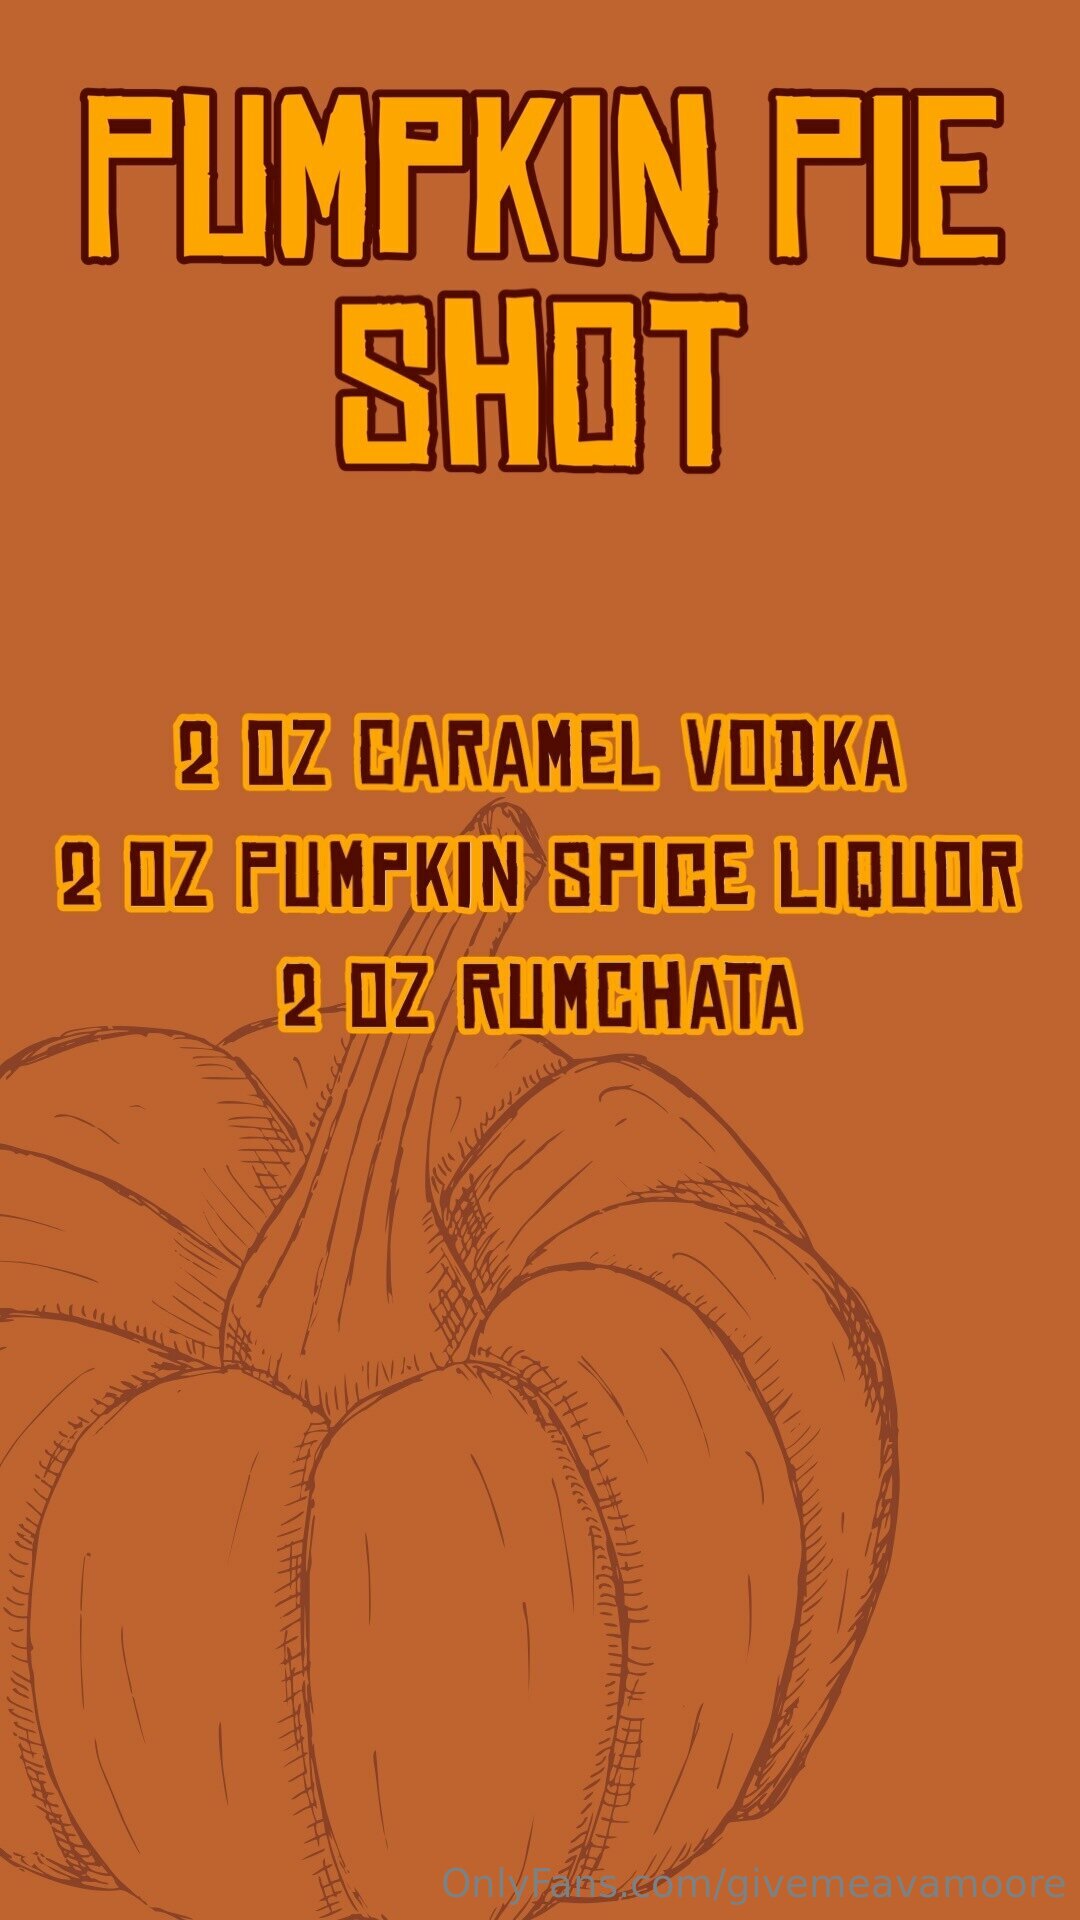 PUMPKIN PIE
SHOT
2 OZ CARAMEL VODKA
2 OZ PUMPKIN SPICE LIQUOR
2 OZ RUMCHATA
OnlyFans.com/givemeavamoore